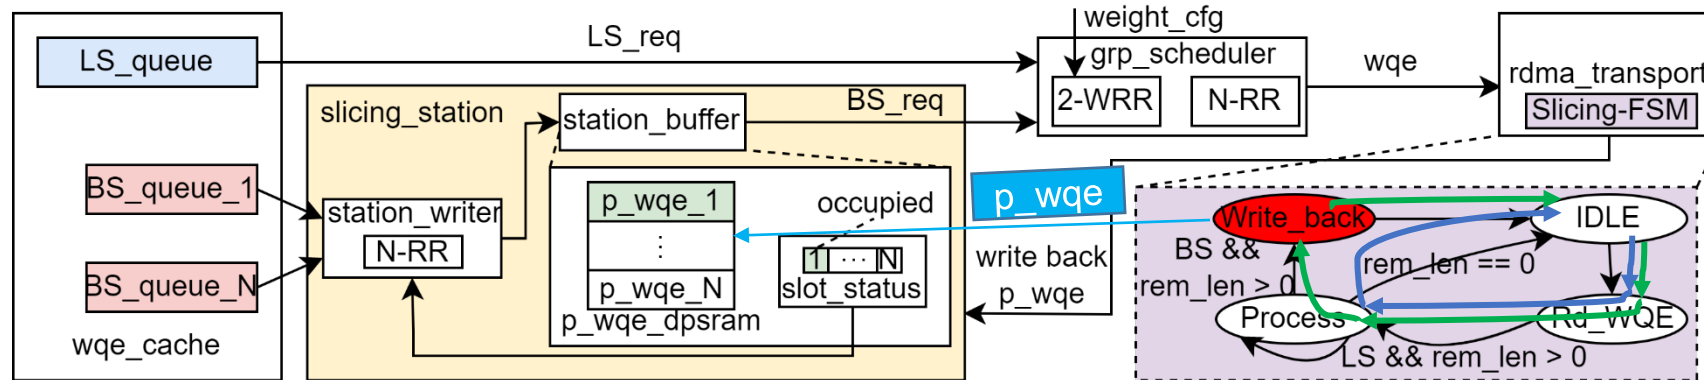 weight_cfg
LS_req
LS_queue
grp_scheduler
wqe
rdma_transport
2-WRR
N-RR
Slicing-FSM
slicing_station
station_buffer
BS_req
BS_queue_1
station_writer
N-RR
p_wqe_1
⋮
p_wqe_N
p_wqe_dpsram
occupied
1 ... N
slot_status
p_wqe
write back
p_wqe
Write_back
IDLE
BS &&
rem_len > 0
rem_len == 0
Process
Rd_WQE
LS && rem_len > 0
BS_queue_N
wqe_cache